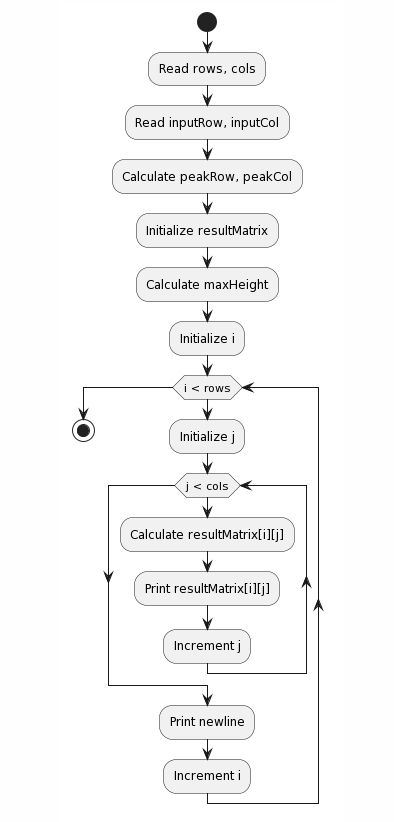 Read rows, cols
Read inputRow, inputCol
Calculate peakRow, peakCol
Initialize resultMatrix
Calculate maxHeight
Initialize i
i < rows
Initialize j
j < cols
Calculate resultMatrix[i][j]
Print resultMatrix[i][j]
Increment j
Print newline
Increment i